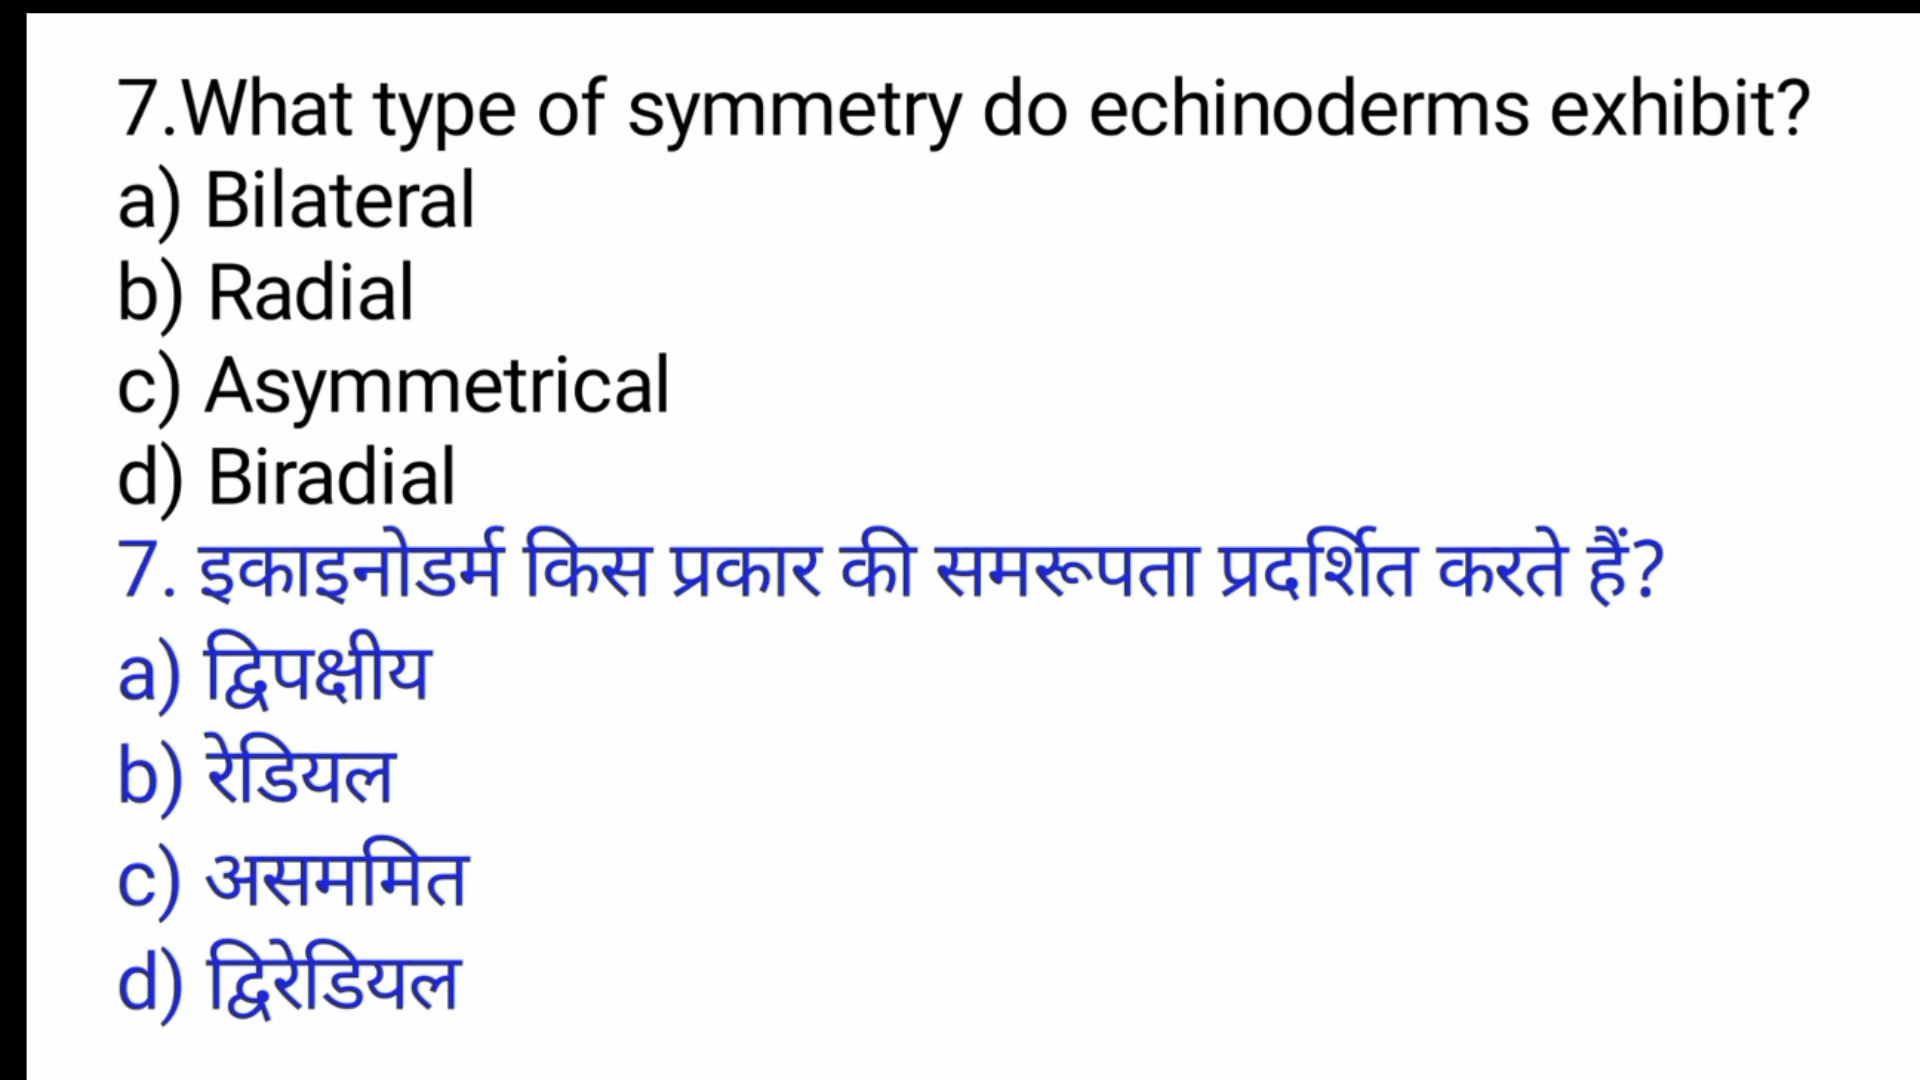 7.What type of symmetry do echinoderms exhibit?
a) Bilateral
b) Radial
c) Asymmetrical
d) Biradial
7. इकाइनोडर्म किस प्रकार की समरूपता प्रदर्शित करते हैं?
a) द्विपक्षीय
b) रेडियल
c) असममित
d) द्विरेडियल